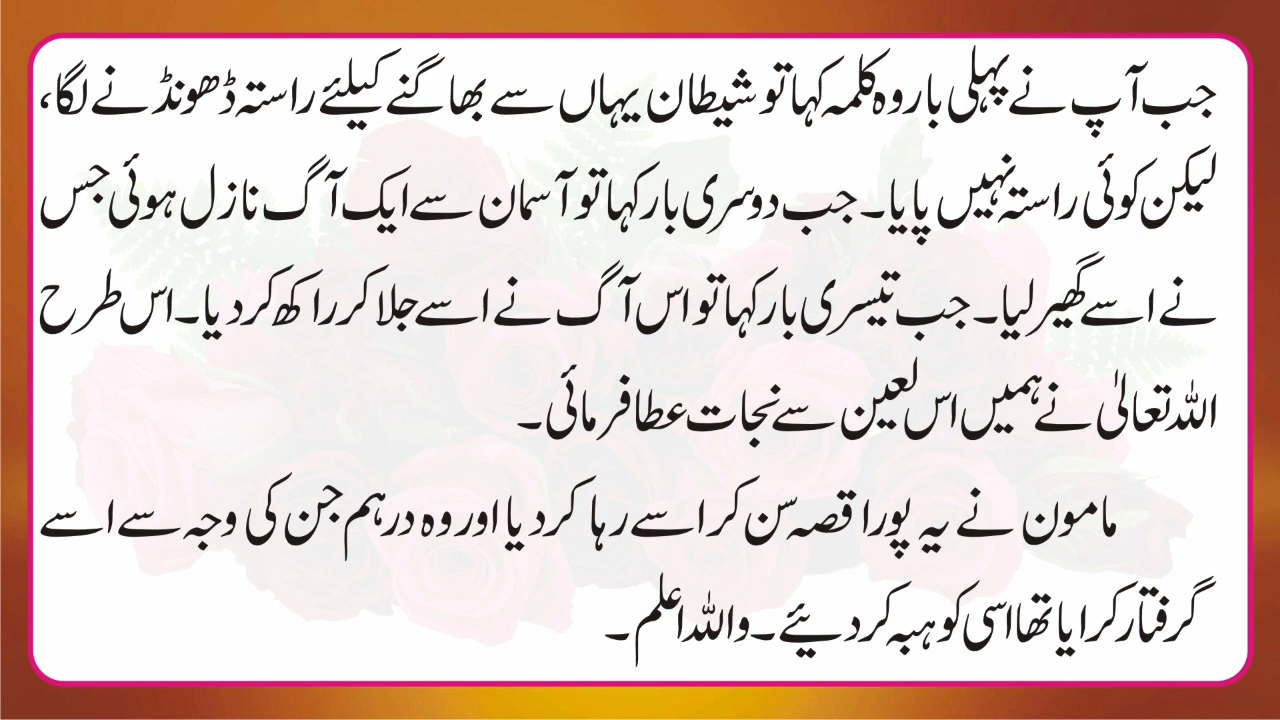 جب آپ نے پہلی بار وہ کلمہ کہا تو شیطان یہاں سے بھاگنے کیلئے راستہ ڈھونڈنے لگا،
لیکن کوئی راستہ نہیں پایا۔ جب دوسری بار کہا تو آسمان سے ایک آگ نازل ہوئی جس
نے اسے گھیر لیا۔ جب تیسری بار کہا تو اس آگ نے اسے جلا کر راکھ کر دیا۔ اس طرح
اللہ تعالیٰ نے ہمیں اس لعین سے نجات عطا فرمائی۔
مامون نے یہ پورا قصہ سن کر اسے رہا کر دیا اور وہ درہم جن کی وجہ سے اسے
گرفتار کرایا تھا اسی کو ہبہ کر دیئے۔ واللہ اعلم۔